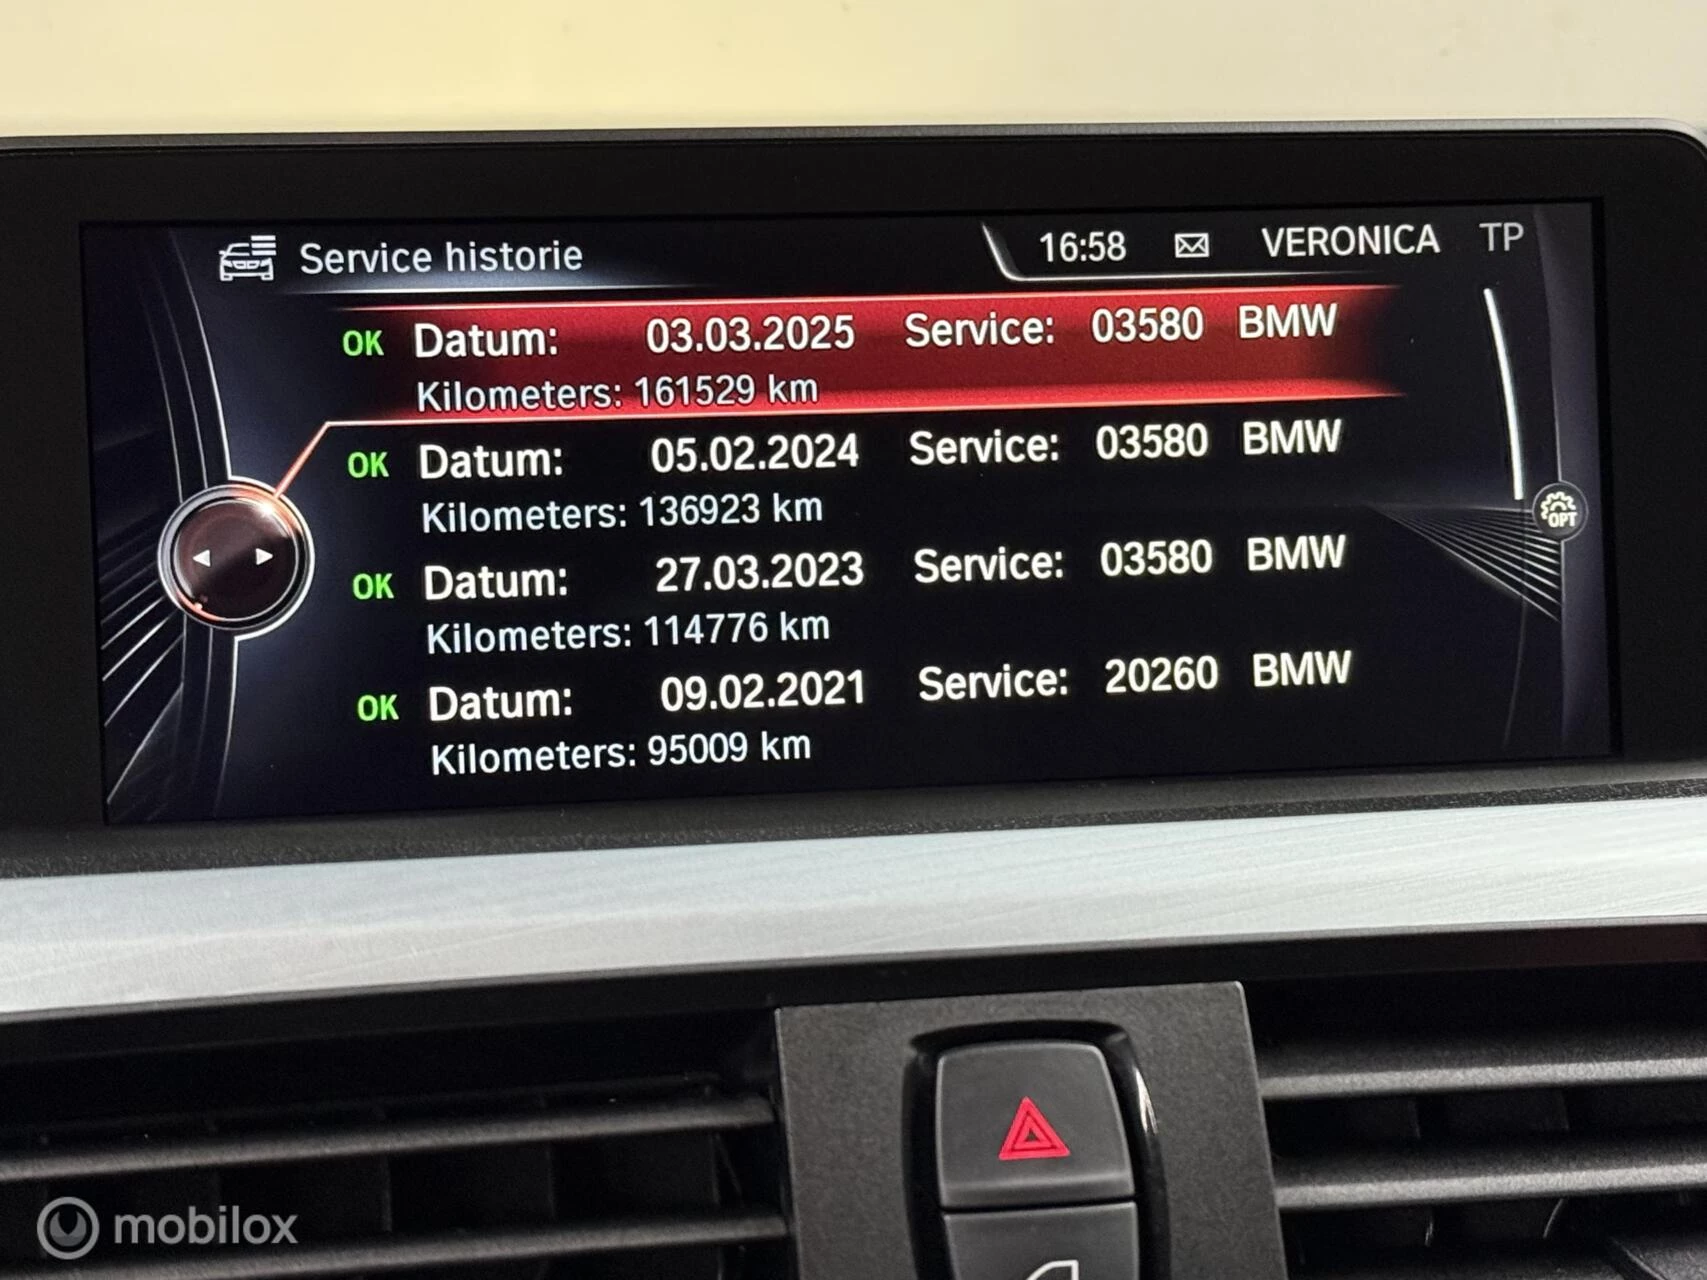 Service historie 16:58 VERONICA TP
OK Datum: 03.03.2025 Service: 03580 BMW
Kilometers: 161529 km
OK Datum: 05.02.2024 Service: 03580 BMW
Kilometers: 136923 km
OK Datum: 27.03.2023 Service: 03580 BMW
Kilometers: 114776 km
OK Datum: 09.02.2021 Service: 20260 BMW
Kilometers: 95009 km
OPT
mobilox